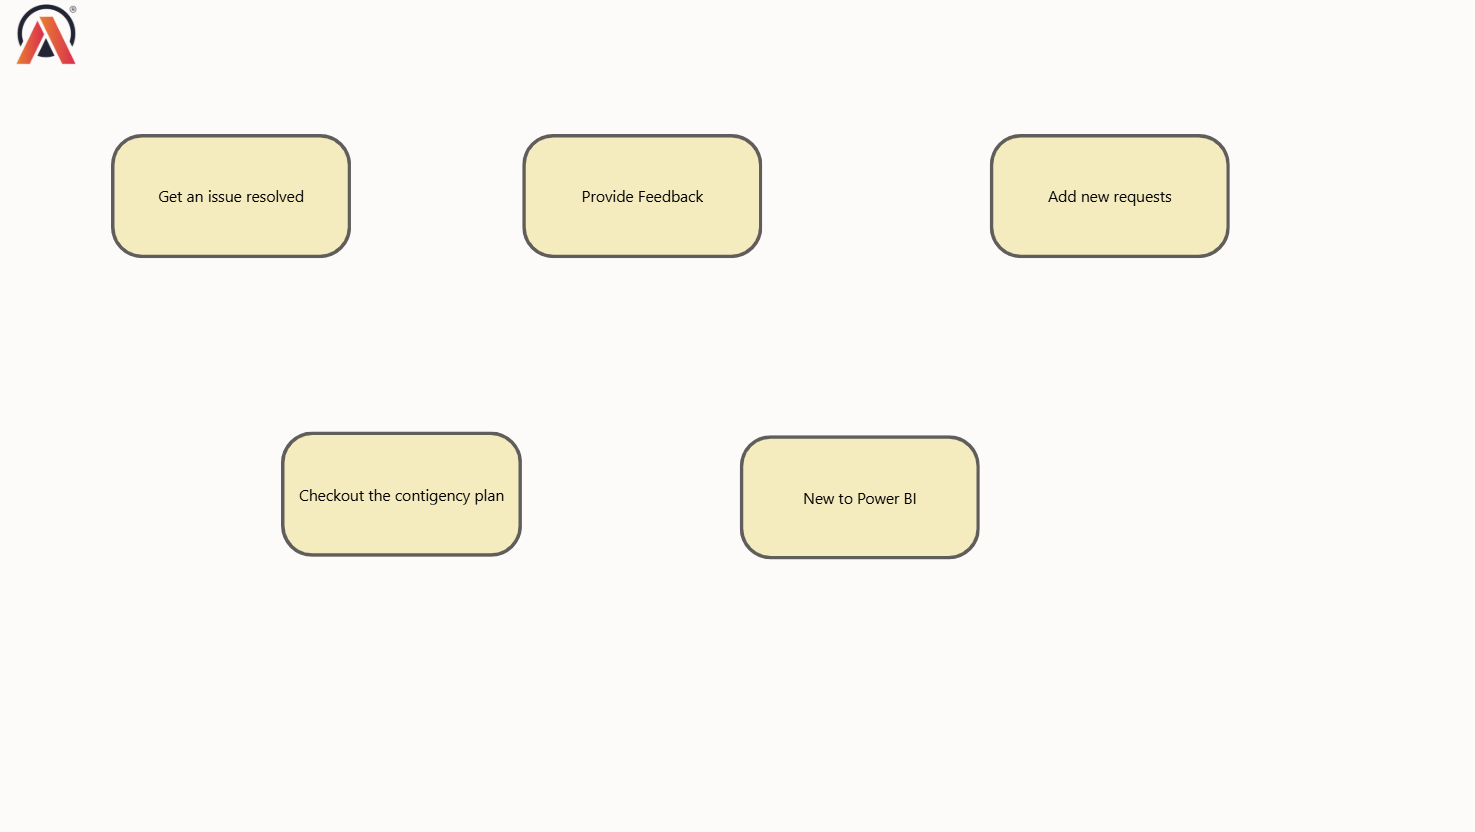 ®
Get an issue resolved
Provide Feedback
Add new requests
Checkout the contigency plan
New to Power BI